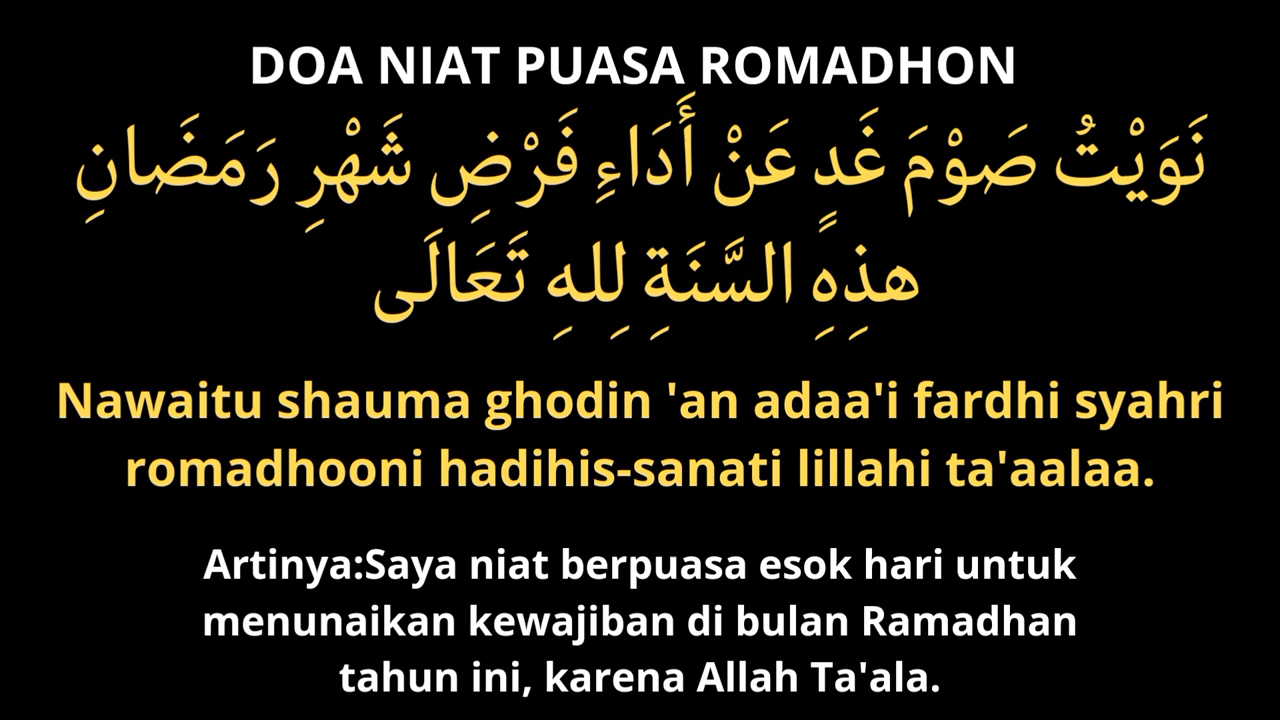 DOA NIAT PUASA ROMADHON
نَوَيْتُ صَوْمَ غَدٍ عَنْ أَدَاءِ فَرْضِ شَهْرِ رَمَضَانِ
هذِهِ السَّنَةِ لِلهِ تَعَالَى
Nawaitu shauma ghodin 'an adaa'i fardhi syahri
romadhooni hadihis-sanati lillahi ta'aalaa.
Artinya:Saya niat berpuasa esok hari untuk
menunaikan kewajiban di bulan Ramadhan
tahun ini, karena Allah Ta'ala.